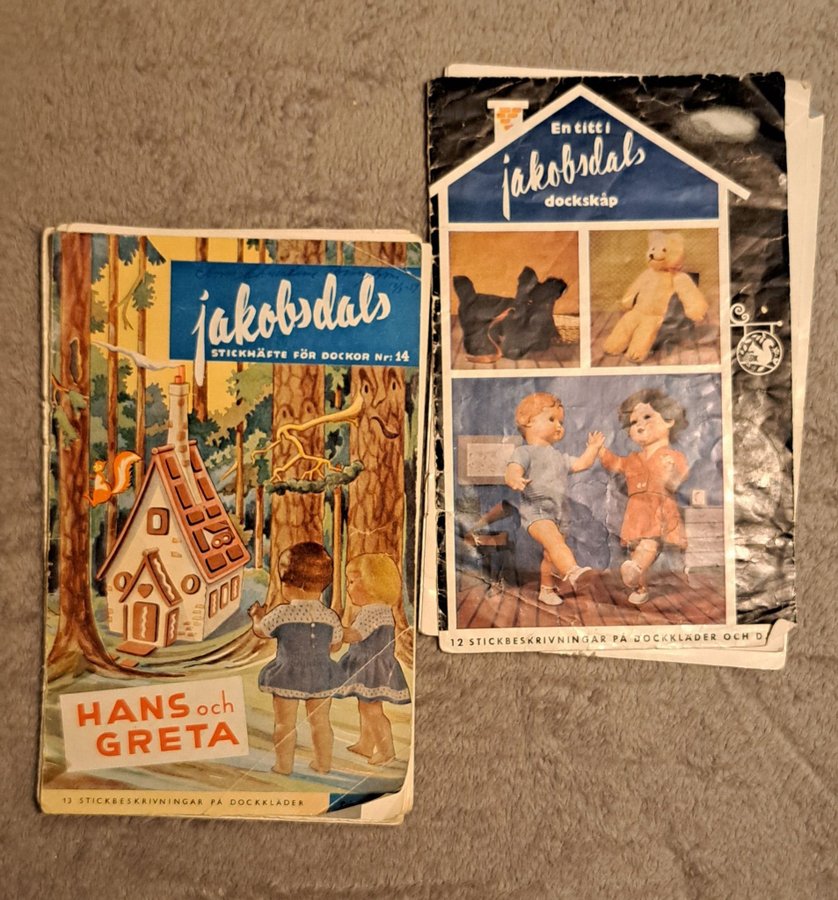 jakobsdals
STICKHÄFTE FÖR DOCKOR Nr: 14
HANS och
GRETA
13 STICKBESKRIVNINGAR PÅ DOCKKLÄDER
En titt i
jakobsdals
dockskåp
12 STICKBESKRIVNINGAR PÅ DOCKKLÄDER OCH D